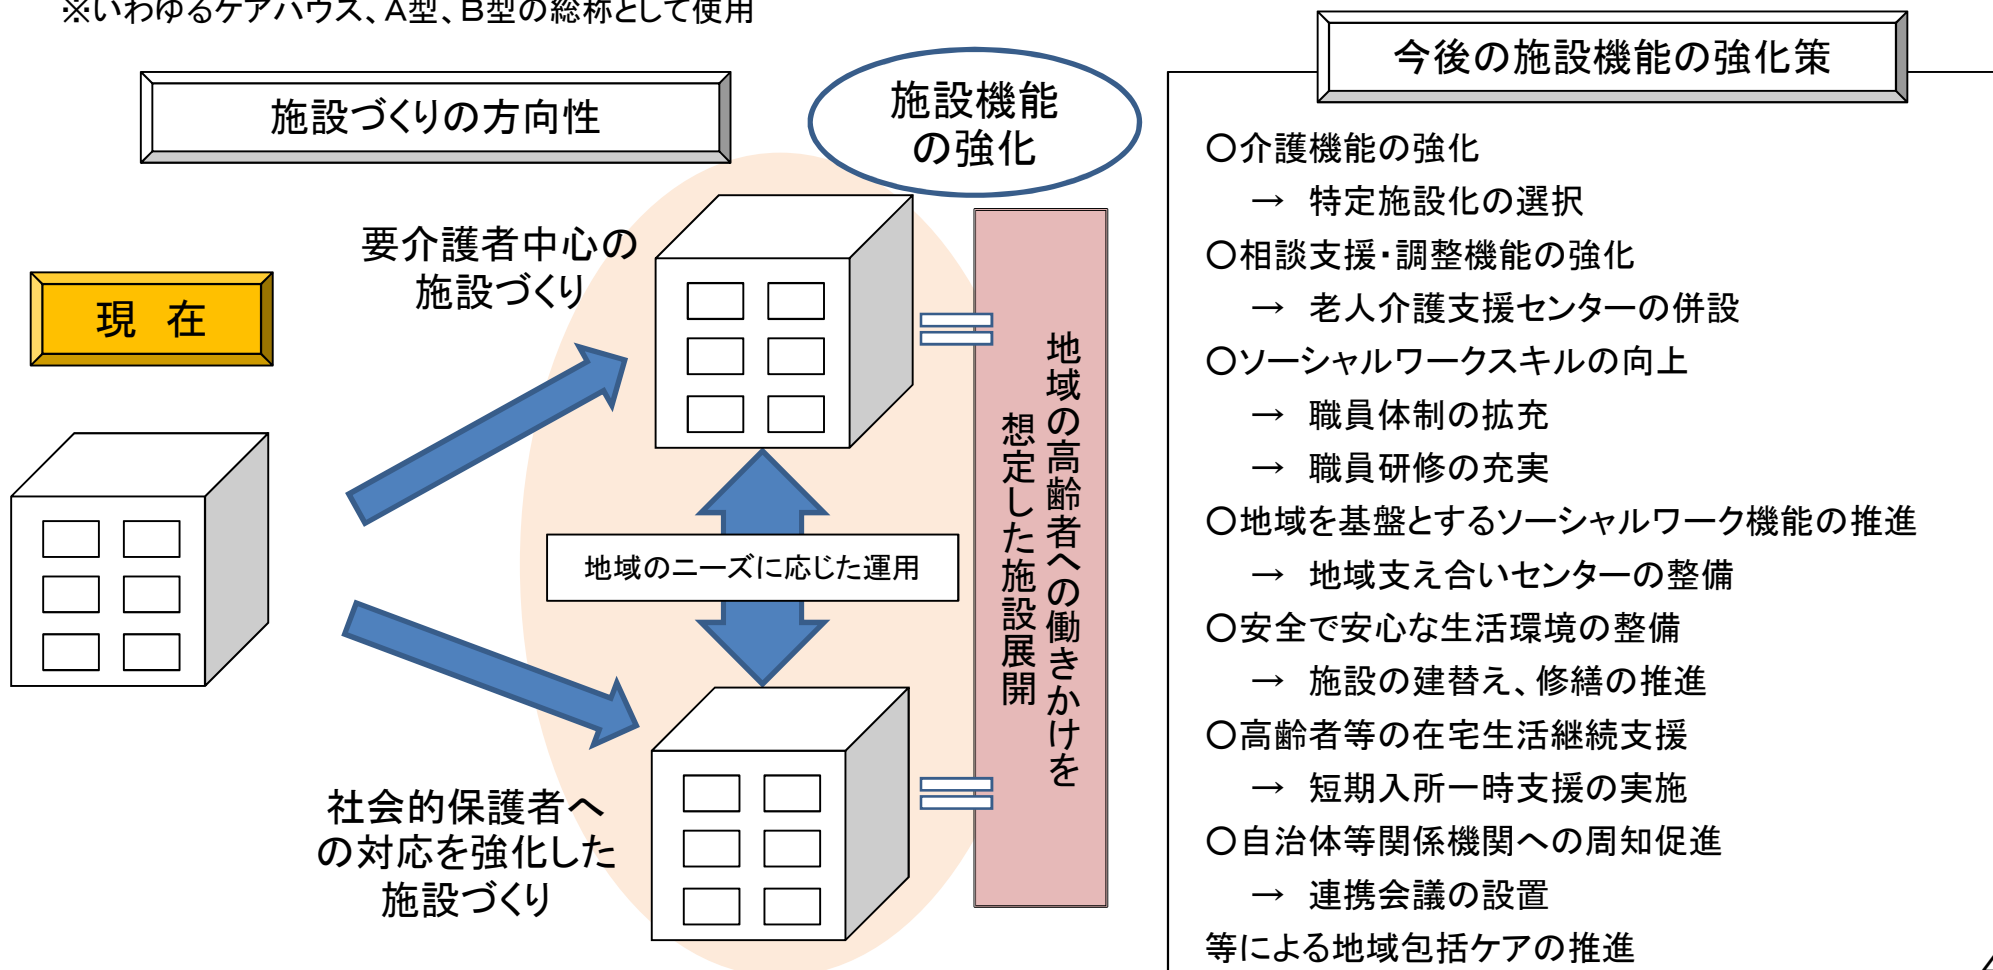 ※いわゆるケアハウス、A型、B型の総称として使用
施設づくりの方向性
施設機能
の強化
要介護者中心の
施設づくり
現　在
地域のニーズに応じた運用
地域の高齢者への働きかけを
想定した施設展開
社会的保護者へ
の対応を強化した
施設づくり
今後の施設機能の強化策
○介護機能の強化
→　特定施設化の選択
○相談支援・調整機能の強化
→　老人介護支援センターの併設
○ソーシャルワークスキルの向上
→　職員体制の拡充
→　職員研修の充実
○地域を基盤とするソーシャルワーク機能の推進
→　地域支え合いセンターの整備
○安全で安心な生活環境の整備
→　施設の建替え、修繕の推進
○高齢者等の在宅生活継続支援
→　短期入所一時支援の実施
○自治体等関係機関への周知促進
→　連携会議の設置
等による地域包括ケアの推進